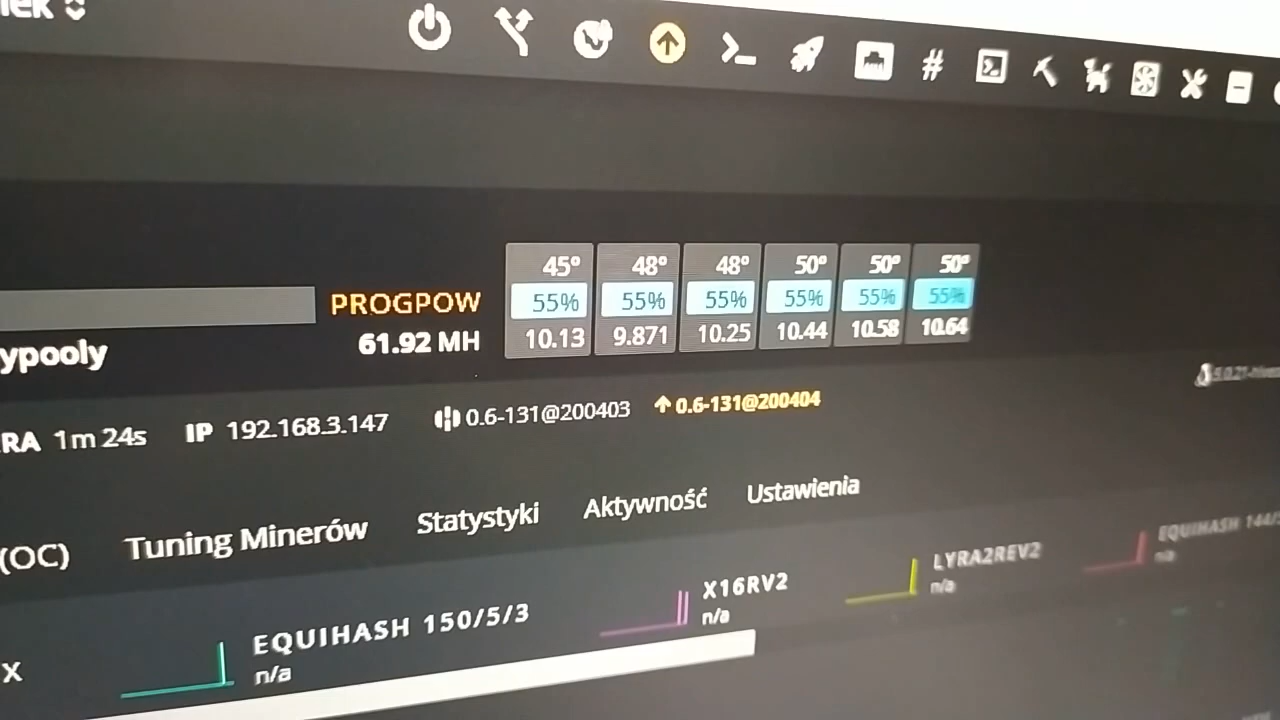 45° 48° 48° 50° 50° 50°
PROGPOW 55% 55% 55% 55% 55% 55%
61.92 MH 10.13 9.871 10.25 10.44 10.58 10.64
ypooly
RA 1m 24s IP 192.168.3.147 0.6-131@200403 0.6-131@200404
(OC) Tuning Minerów Statystyki Aktywność Ustawienia
X EQUIHASH 150/5/3 X16RV2 LYRA2REV2 EQUIHASH
n/a n/a n/a n/a